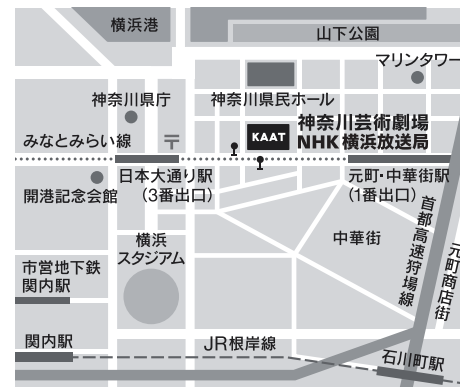 横浜港
山下公園
マリンタワー
神奈川県庁
神奈川県民ホール
みなとみらい線
〒
KAAT
神奈川芸術劇場
NHK横浜放送局
開港記念会館
日本大通り駅
(3番出口)
元町・中華街駅
(1番出口)
横浜
スタジアム
中華街
首都高速狩場線
元町商店街
市営地下鉄
関内駅
関内駅
JR根岸線
石川町駅